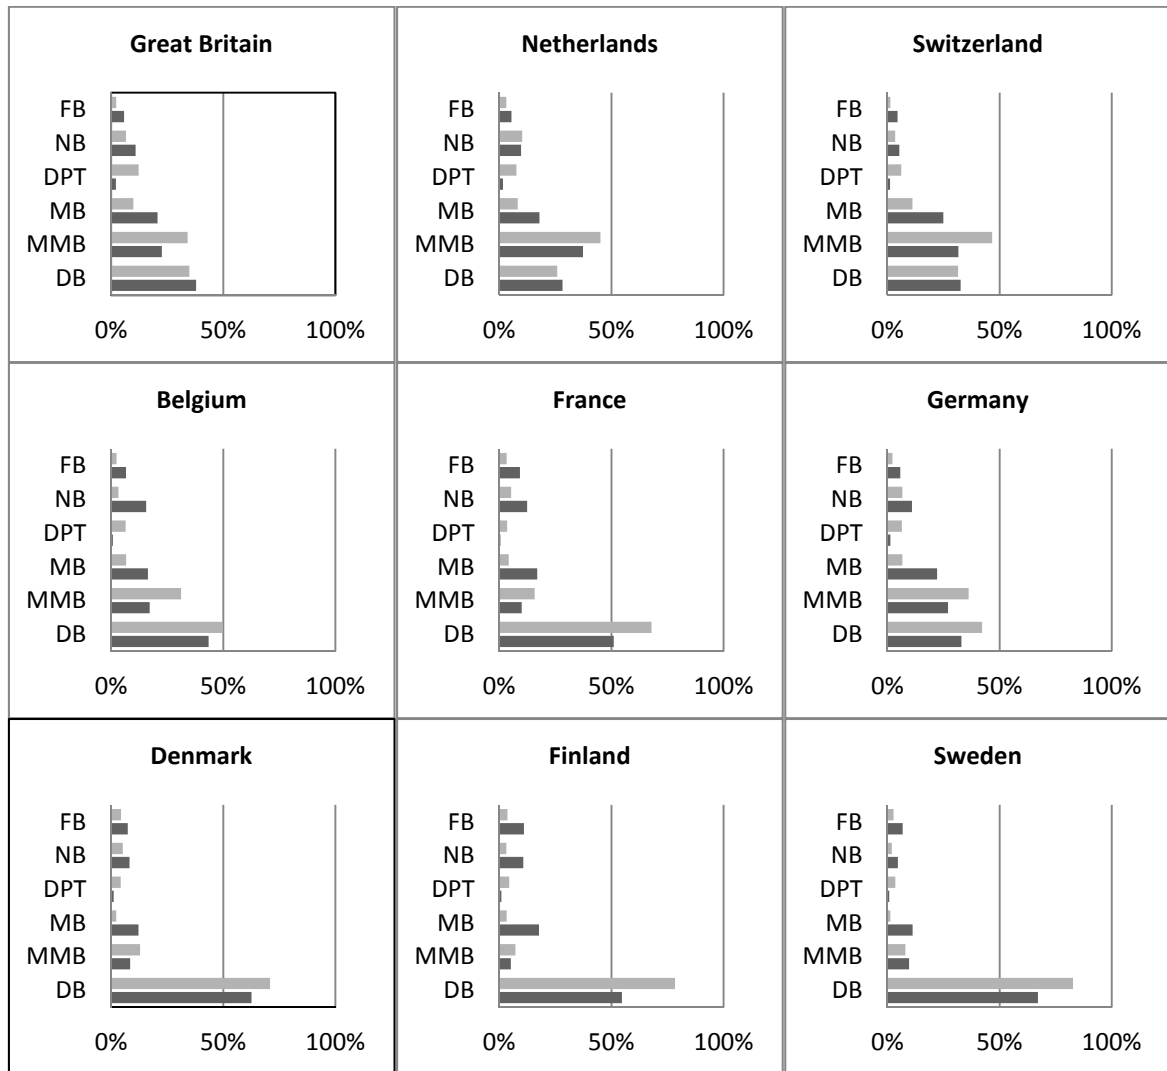 Great Britain
FB
NB
DPT
MB
MMB
DB
0% 50% 100%
Netherlands
FB
NB
DPT
MB
MMB
DB
0% 50% 100%
Switzerland
FB
NB
DPT
MB
MMB
DB
0% 50% 100%
Belgium
FB
NB
DPT
MB
MMB
DB
0% 50% 100%
France
FB
NB
DPT
MB
MMB
DB
0% 50% 100%
Germany
FB
NB
DPT
MB
MMB
DB
0% 50% 100%
Denmark
FB
NB
DPT
MB
MMB
DB
0% 50% 100%
Finland
FB
NB
DPT
MB
MMB
DB
0% 50% 100%
Sweden
FB
NB
DPT
MB
MMB
DB
0% 50% 100%